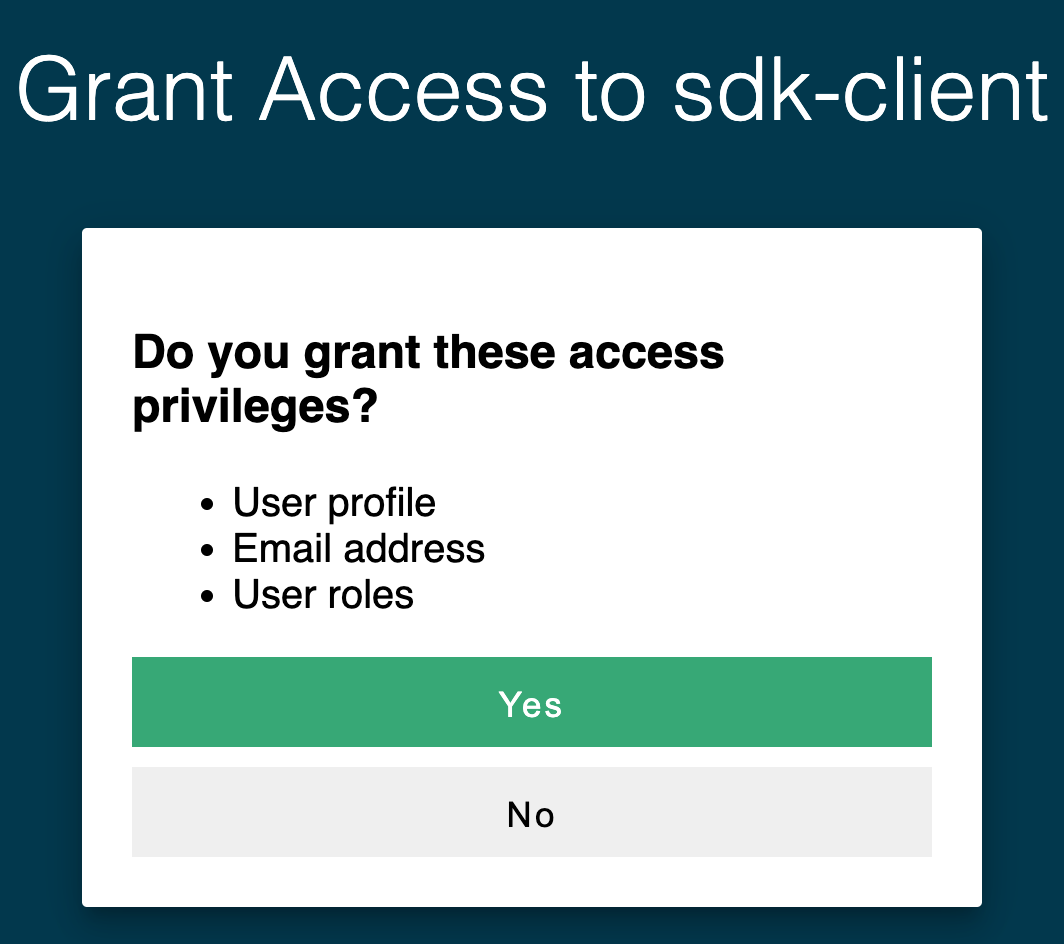 Grant Access to sdk-client
Do you grant these access
privileges?
• User profile
• Email address
• User roles
Yes
No